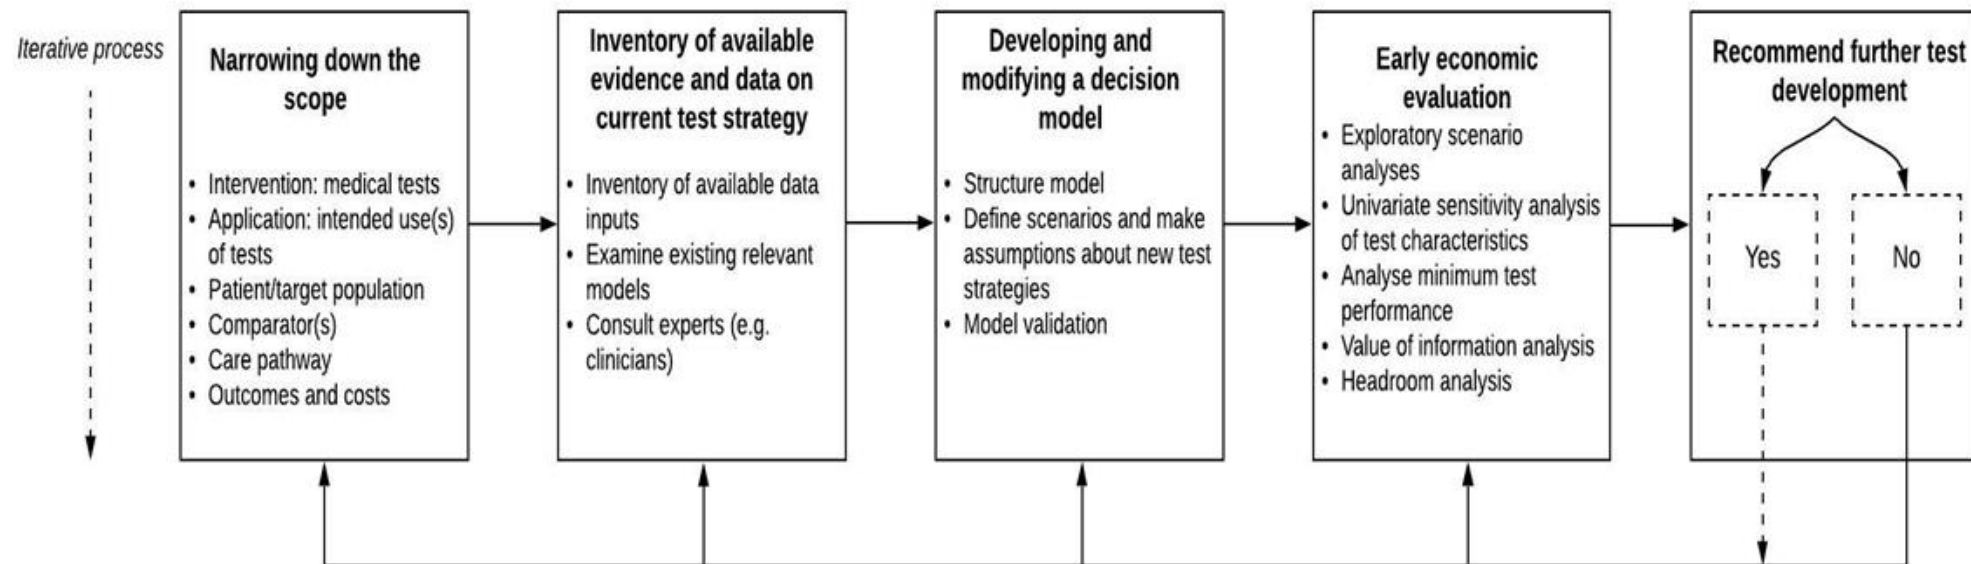 Iterative process
Narrowing down the
scope
• Intervention: medical tests
• Application: intended use(s)
of tests
• Patient/target population
• Comparator(s)
• Care pathway
• Outcomes and costs
Inventory of available
evidence and data on
current test strategy
• Inventory of available data
inputs
• Examine existing relevant
models
• Consult experts (e.g.
clinicians)
Developing and
modifying a decision
model
• Structure model
• Define scenarios and make
assumptions about new test
strategies
• Model validation
Early economic
evaluation
• Exploratory scenario
analyses
• Univariate sensitivity analysis
of test characteristics
• Analyse minimum test
performance
• Value of information analysis
• Headroom analysis
Recommend further test
development
Yes
No